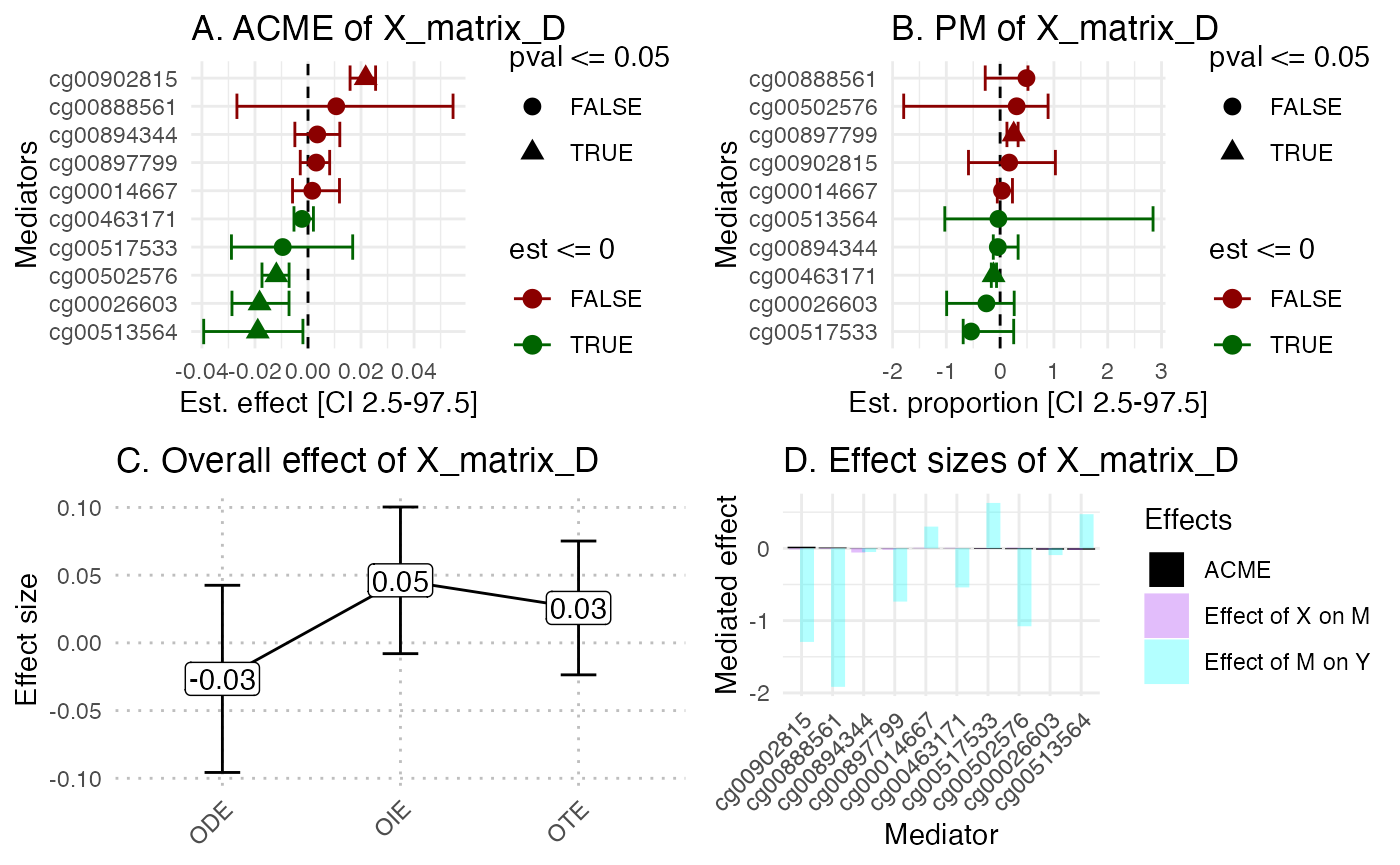 A. ACME of X_matrix_D
Mediators
cg00902815
cg00888561
cg00894344
cg00897799
cg00014667
cg00463171
cg00517533
cg00502576
cg00026603
cg00513564
-0.04 -0.02 0.00 0.02 0.04
Est. effect [CI 2.5-97.5]
pval <= 0.05
FALSE
TRUE
est <= 0
FALSE
TRUE
B. PM of X_matrix_D
Mediators
cg00888561
cg00502576
cg00897799
cg00902815
cg00014667
cg00513564
cg00894344
cg00463171
cg00026603
cg00517533
-2 -1 0 1 2 3
Est. proportion [CI 2.5-97.5]
pval <= 0.05
FALSE
TRUE
est <= 0
FALSE
TRUE
C. Overall effect of X_matrix_D
Effect size
0.10
0.05
0.00
-0.05
-0.10
-0.03
0.05
0.03
ODE OIE OTE
D. Effect sizes of X_matrix_D
Mediated effect
0
-1
-2
cg00902815
cg00888561
cg00894344
cg00897799
cg00014667
cg00463171
cg00517533
cg00502576
cg00026603
cg00513564
Mediator
Effects
ACME
Effect of X on M
Effect of M on Y